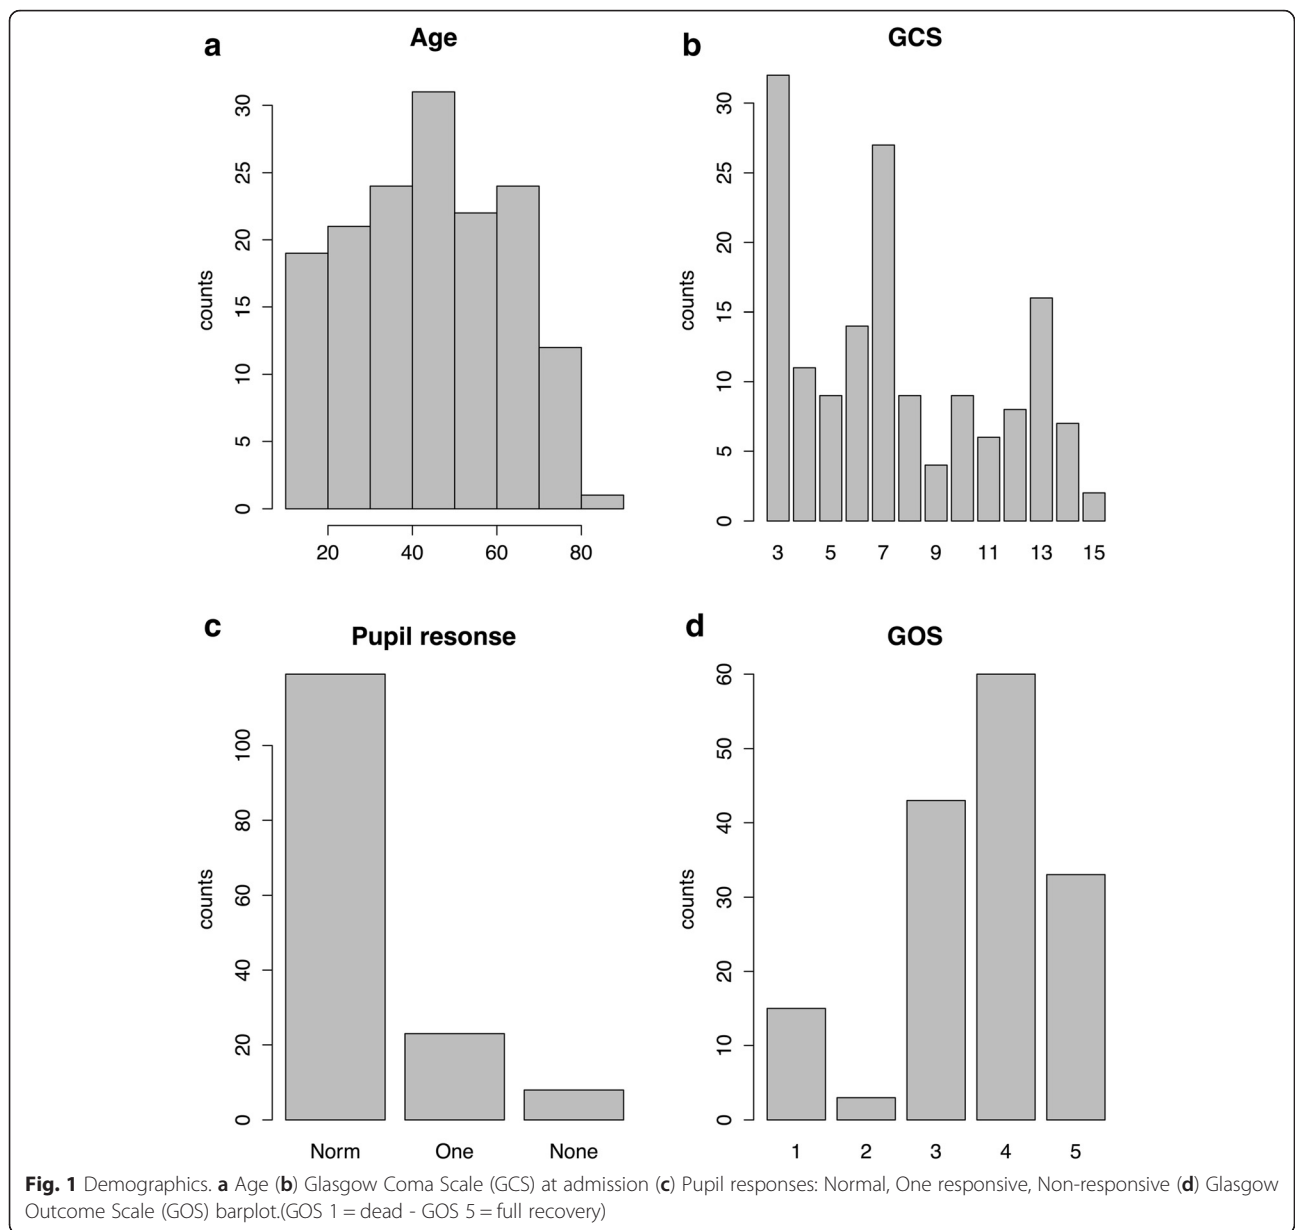 a
Age
counts
0
5
10
15
20
25
30
20 40 60 80
b
GCS
counts
0
5
10
15
20
25
30
3 5 7 9 11 13 15
c
Pupil resonse
counts
0
20
40
60
80
100
Norm One None
d
GOS
counts
0
10
20
30
40
50
60
1 2 3 4 5
Fig. 1 Demographics. a Age (b) Glasgow Coma Scale (GCS) at admission (c) Pupil responses: Normal, One responsive, Non-responsive (d) Glasgow
Outcome Scale (GOS) barplot.(GOS 1 = dead - GOS 5 = full recovery)